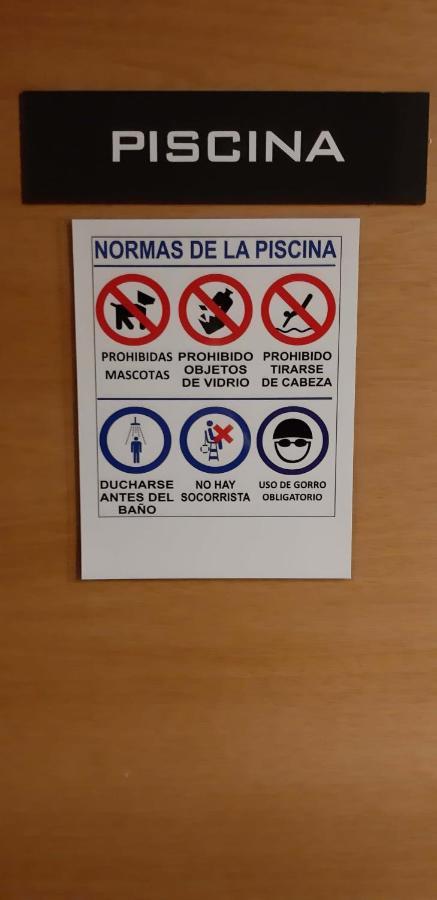 PISCINA
NORMAS DE LA PISCINA
PROHIBIDAS
MASCOTAS
PROHIBIDO
OBJETOS
DE VIDRIO
PROHIBIDO
TIRARSE
DE CABEZA
DUCHARSE
ANTES DEL
BAÑO
NO HAY
SOCORRISTA
USO DE GORRO
OBLIGATORIO